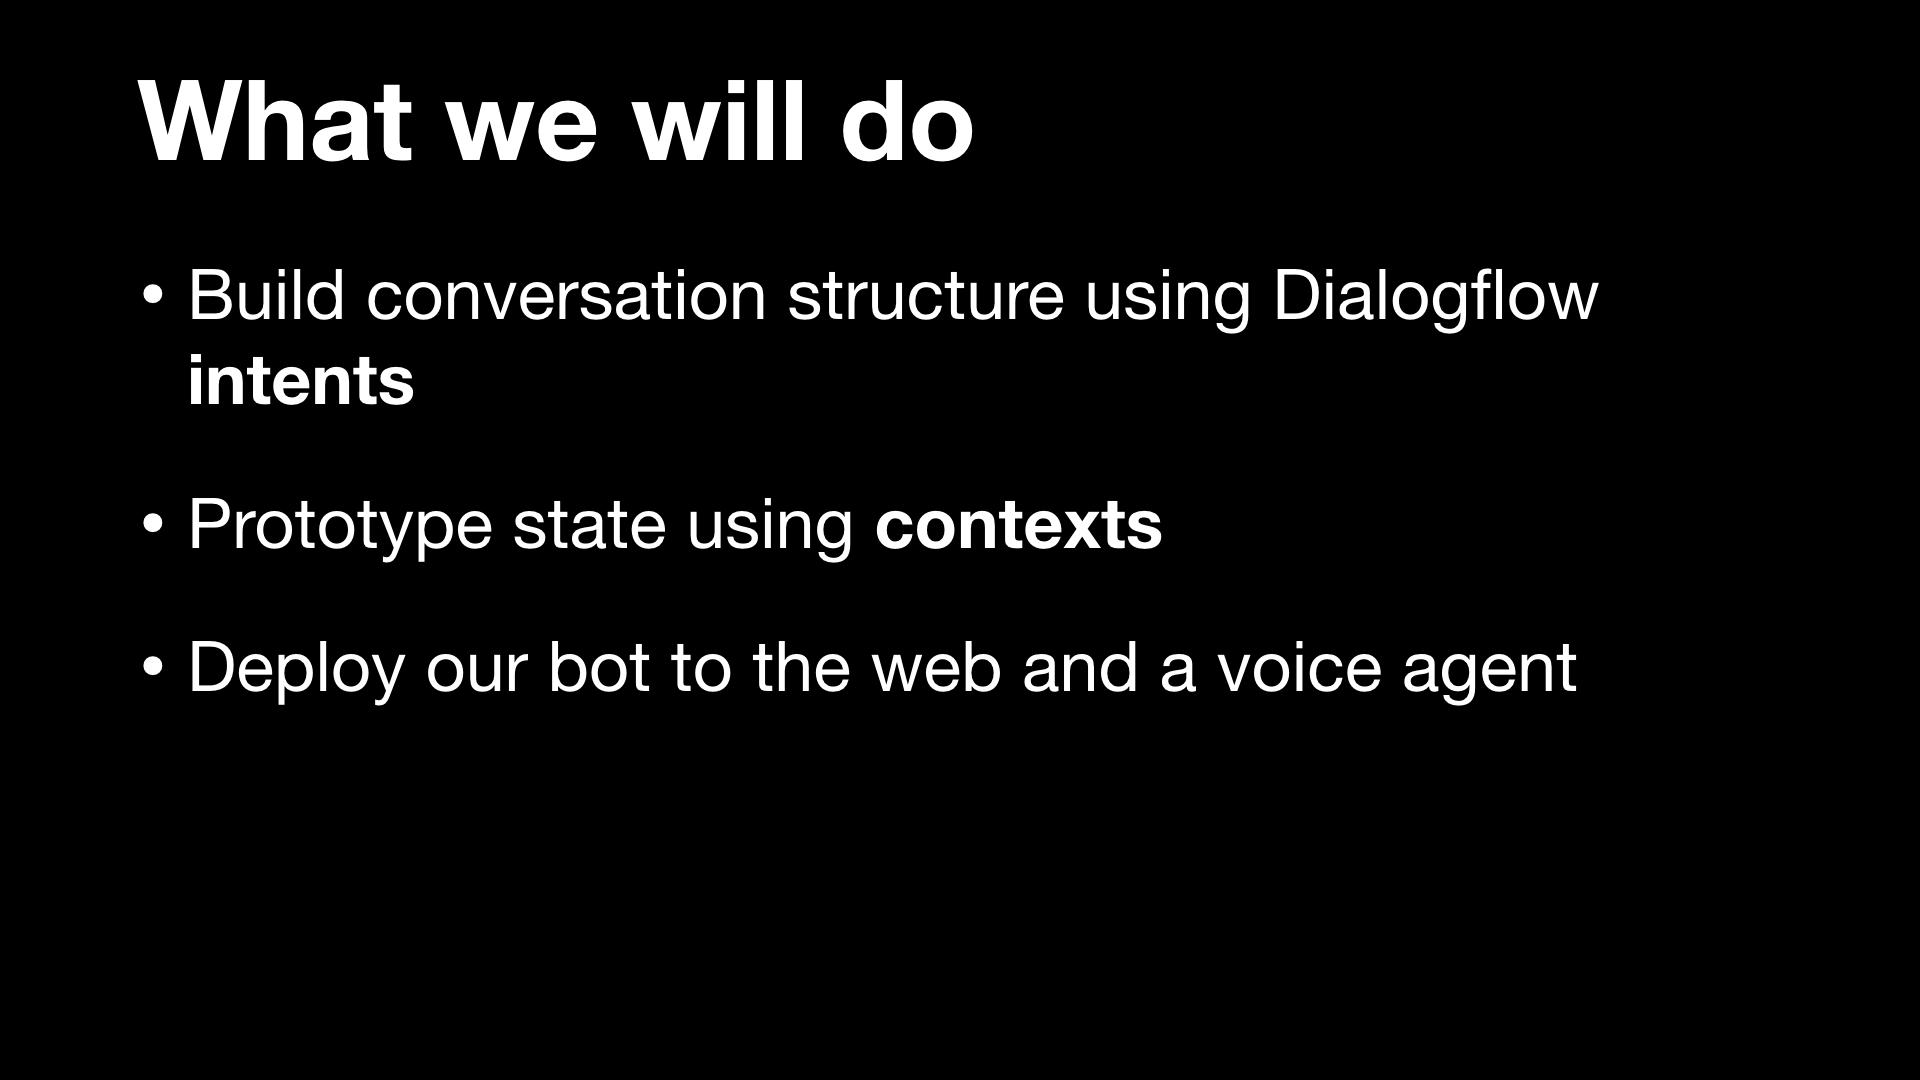 What we will do
• Build conversation structure using Dialogflow
intents
• Prototype state using contexts
• Deploy our bot to the web and a voice agent